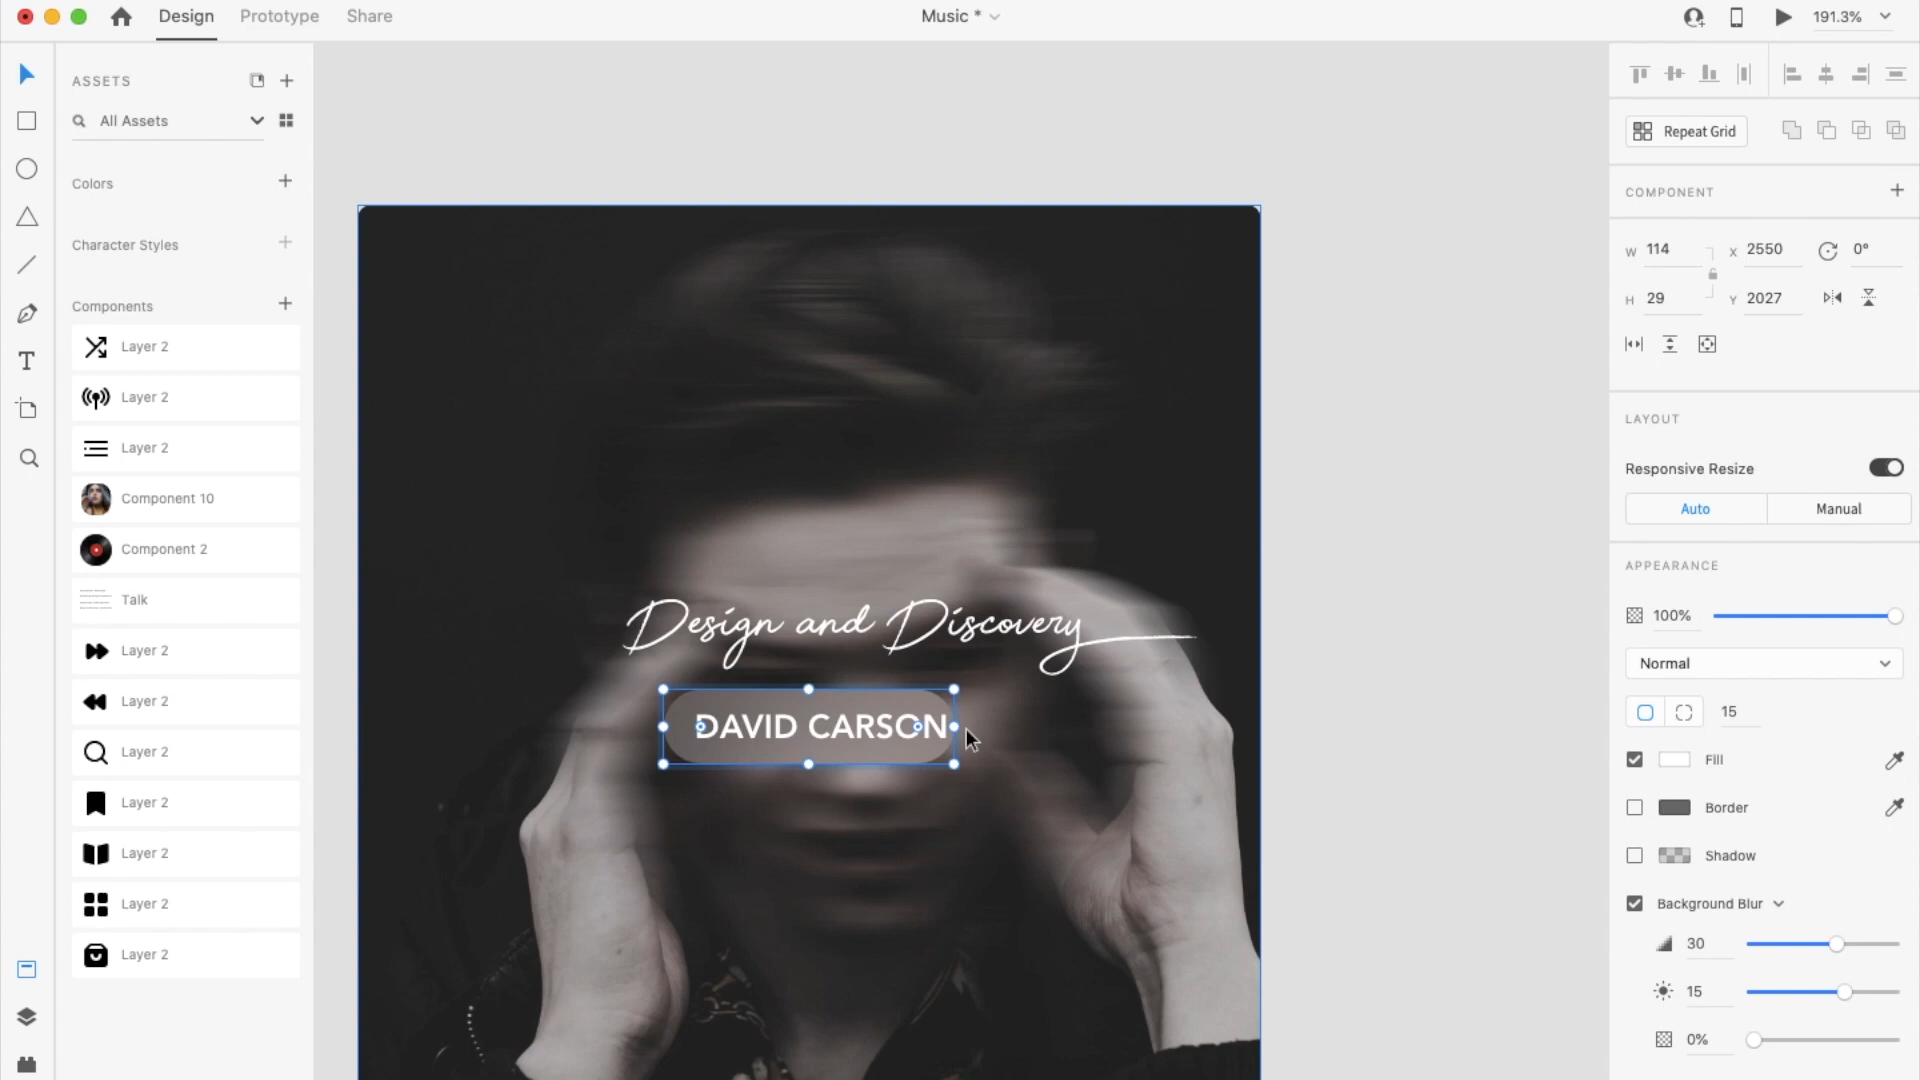 Design Prototype Share
Music *
191.3%
ASSETS
All Assets
Colors
Character Styles
Components
Layer 2
Layer 2
Layer 2
Component 10
Component 2
Talk
Layer 2
Layer 2
Layer 2
Layer 2
Layer 2
Layer 2
Layer 2
Design and Discovery
DAVID CARSON
Repeat Grid
COMPONENT
W 114 X 2550 0°
H 29 Y 2027
LAYOUT
Responsive Resize
Auto Manual
APPEARANCE
100%
Normal
15
Fill
Border
Shadow
Background Blur
30
15
0%